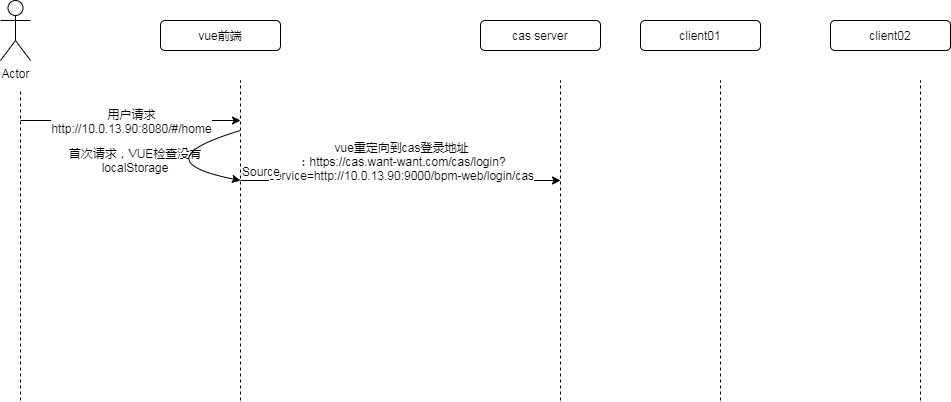 vue前端
cas server
client01
client02
Actor
用户请求
http://10.0.13.90:8080/#/home
首次请求，VUE检查没有
localStorage
vue重定向到cas登录地址
：https://cas.want-want.com/cas/login?
Source
ervice=http://10.0.13.90:9000/bpm-web/login/cas